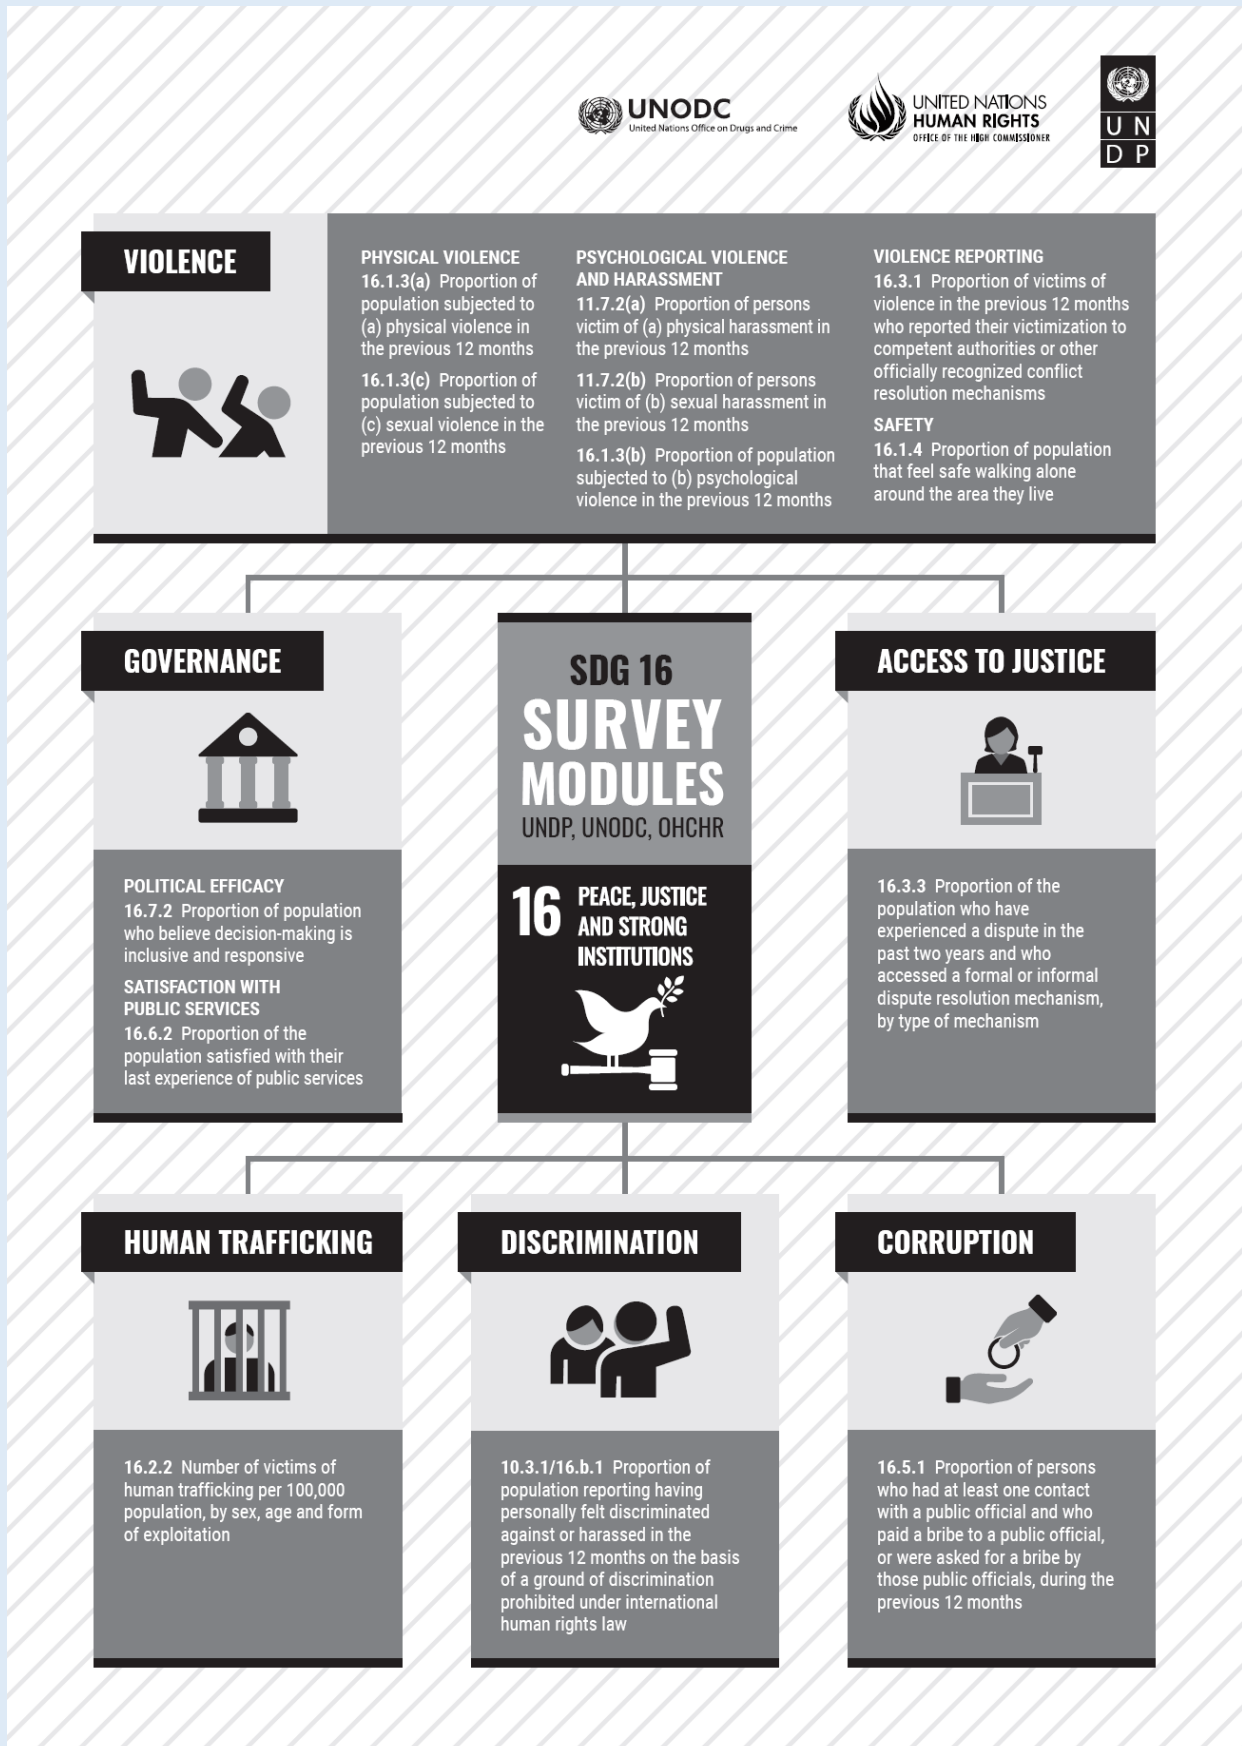 UNODC
United Nations Office on Drugs and Crime
UNITED NATIONS
HUMAN RIGHTS
OFFICE OF THE HIGH COMMISSIONER
U N
D P
VIOLENCE
PHYSICAL VIOLENCE
16.1.3(a) Proportion of
population subjected to
(a) physical violence in
the previous 12 months
16.1.3(c) Proportion of
population subjected to
(c) sexual violence in the
previous 12 months
PSYCHOLOGICAL VIOLENCE
AND HARASSMENT
11.7.2(a) Proportion of persons
victim of (a) physical harassment in
the previous 12 months
11.7.2(b) Proportion of persons
victim of (b) sexual harassment in
the previous 12 months
16.1.3(b) Proportion of population
subjected to (b) psychological
violence in the previous 12 months
VIOLENCE REPORTING
16.3.1 Proportion of victims of
violence in the previous 12 months
who reported their victimization to
competent authorities or other
officially recognized conflict
resolution mechanisms
SAFETY
16.1.4 Proportion of population
that feel safe walking alone
around the area they live
GOVERNANCE
POLITICAL EFFICACY
16.7.2 Proportion of population
who believe decision-making is
inclusive and responsive
SATISFACTION WITH
PUBLIC SERVICES
16.6.2 Proportion of the
population satisfied with their
last experience of public services
SDG 16
SURVEY
MODULES
UNDP, UNODC, OHCHR
16 PEACE, JUSTICE
AND STRONG
INSTITUTIONS
ACCESS TO JUSTICE
16.3.3 Proportion of the
population who have
experienced a dispute in the
past two years and who
accessed a formal or informal
dispute resolution mechanism,
by type of mechanism
HUMAN TRAFFICKING
16.2.2 Number of victims of
human trafficking per 100,000
population, by sex, age and form
of exploitation
DISCRIMINATION
10.3.1/16.b.1 Proportion of
population reporting having
personally felt discriminated
against or harassed in the
previous 12 months on the basis
of a ground of discrimination
prohibited under international
human rights law
CORRUPTION
16.5.1 Proportion of persons
who had at least one contact
with a public official and who
paid a bribe to a public official,
or were asked for a bribe by
those public officials, during the
previous 12 months